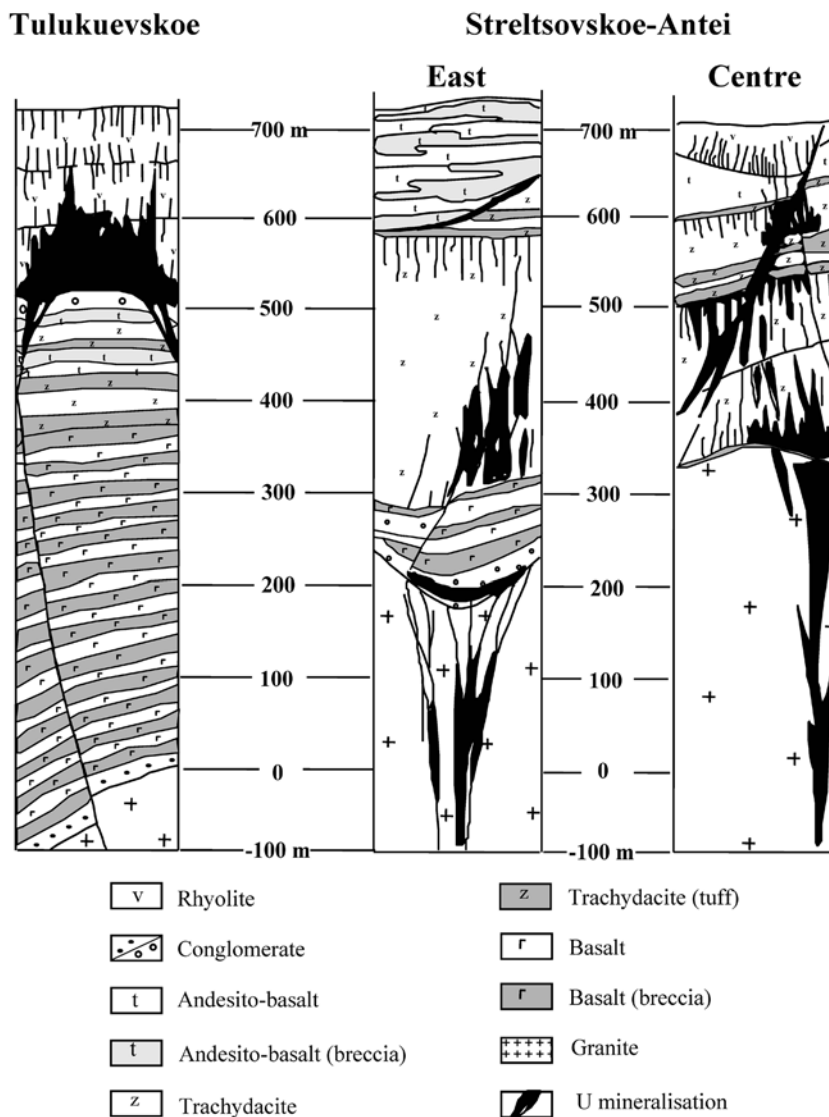 Tulukuevskoe
Streltsovskoe-Antei
East
Centre
700 m
700 m
600
600
500
500
400
400
300
300
200
200
100
100
0
0
-100 m
-100 m
v Rhyolite
Conglomerate
t Andesito-basalt
t Andesito-basalt (breccia)
z Trachydacite
z Trachydacite (tuff)
Basalt
Basalt (breccia)
Granite
U mineralisation